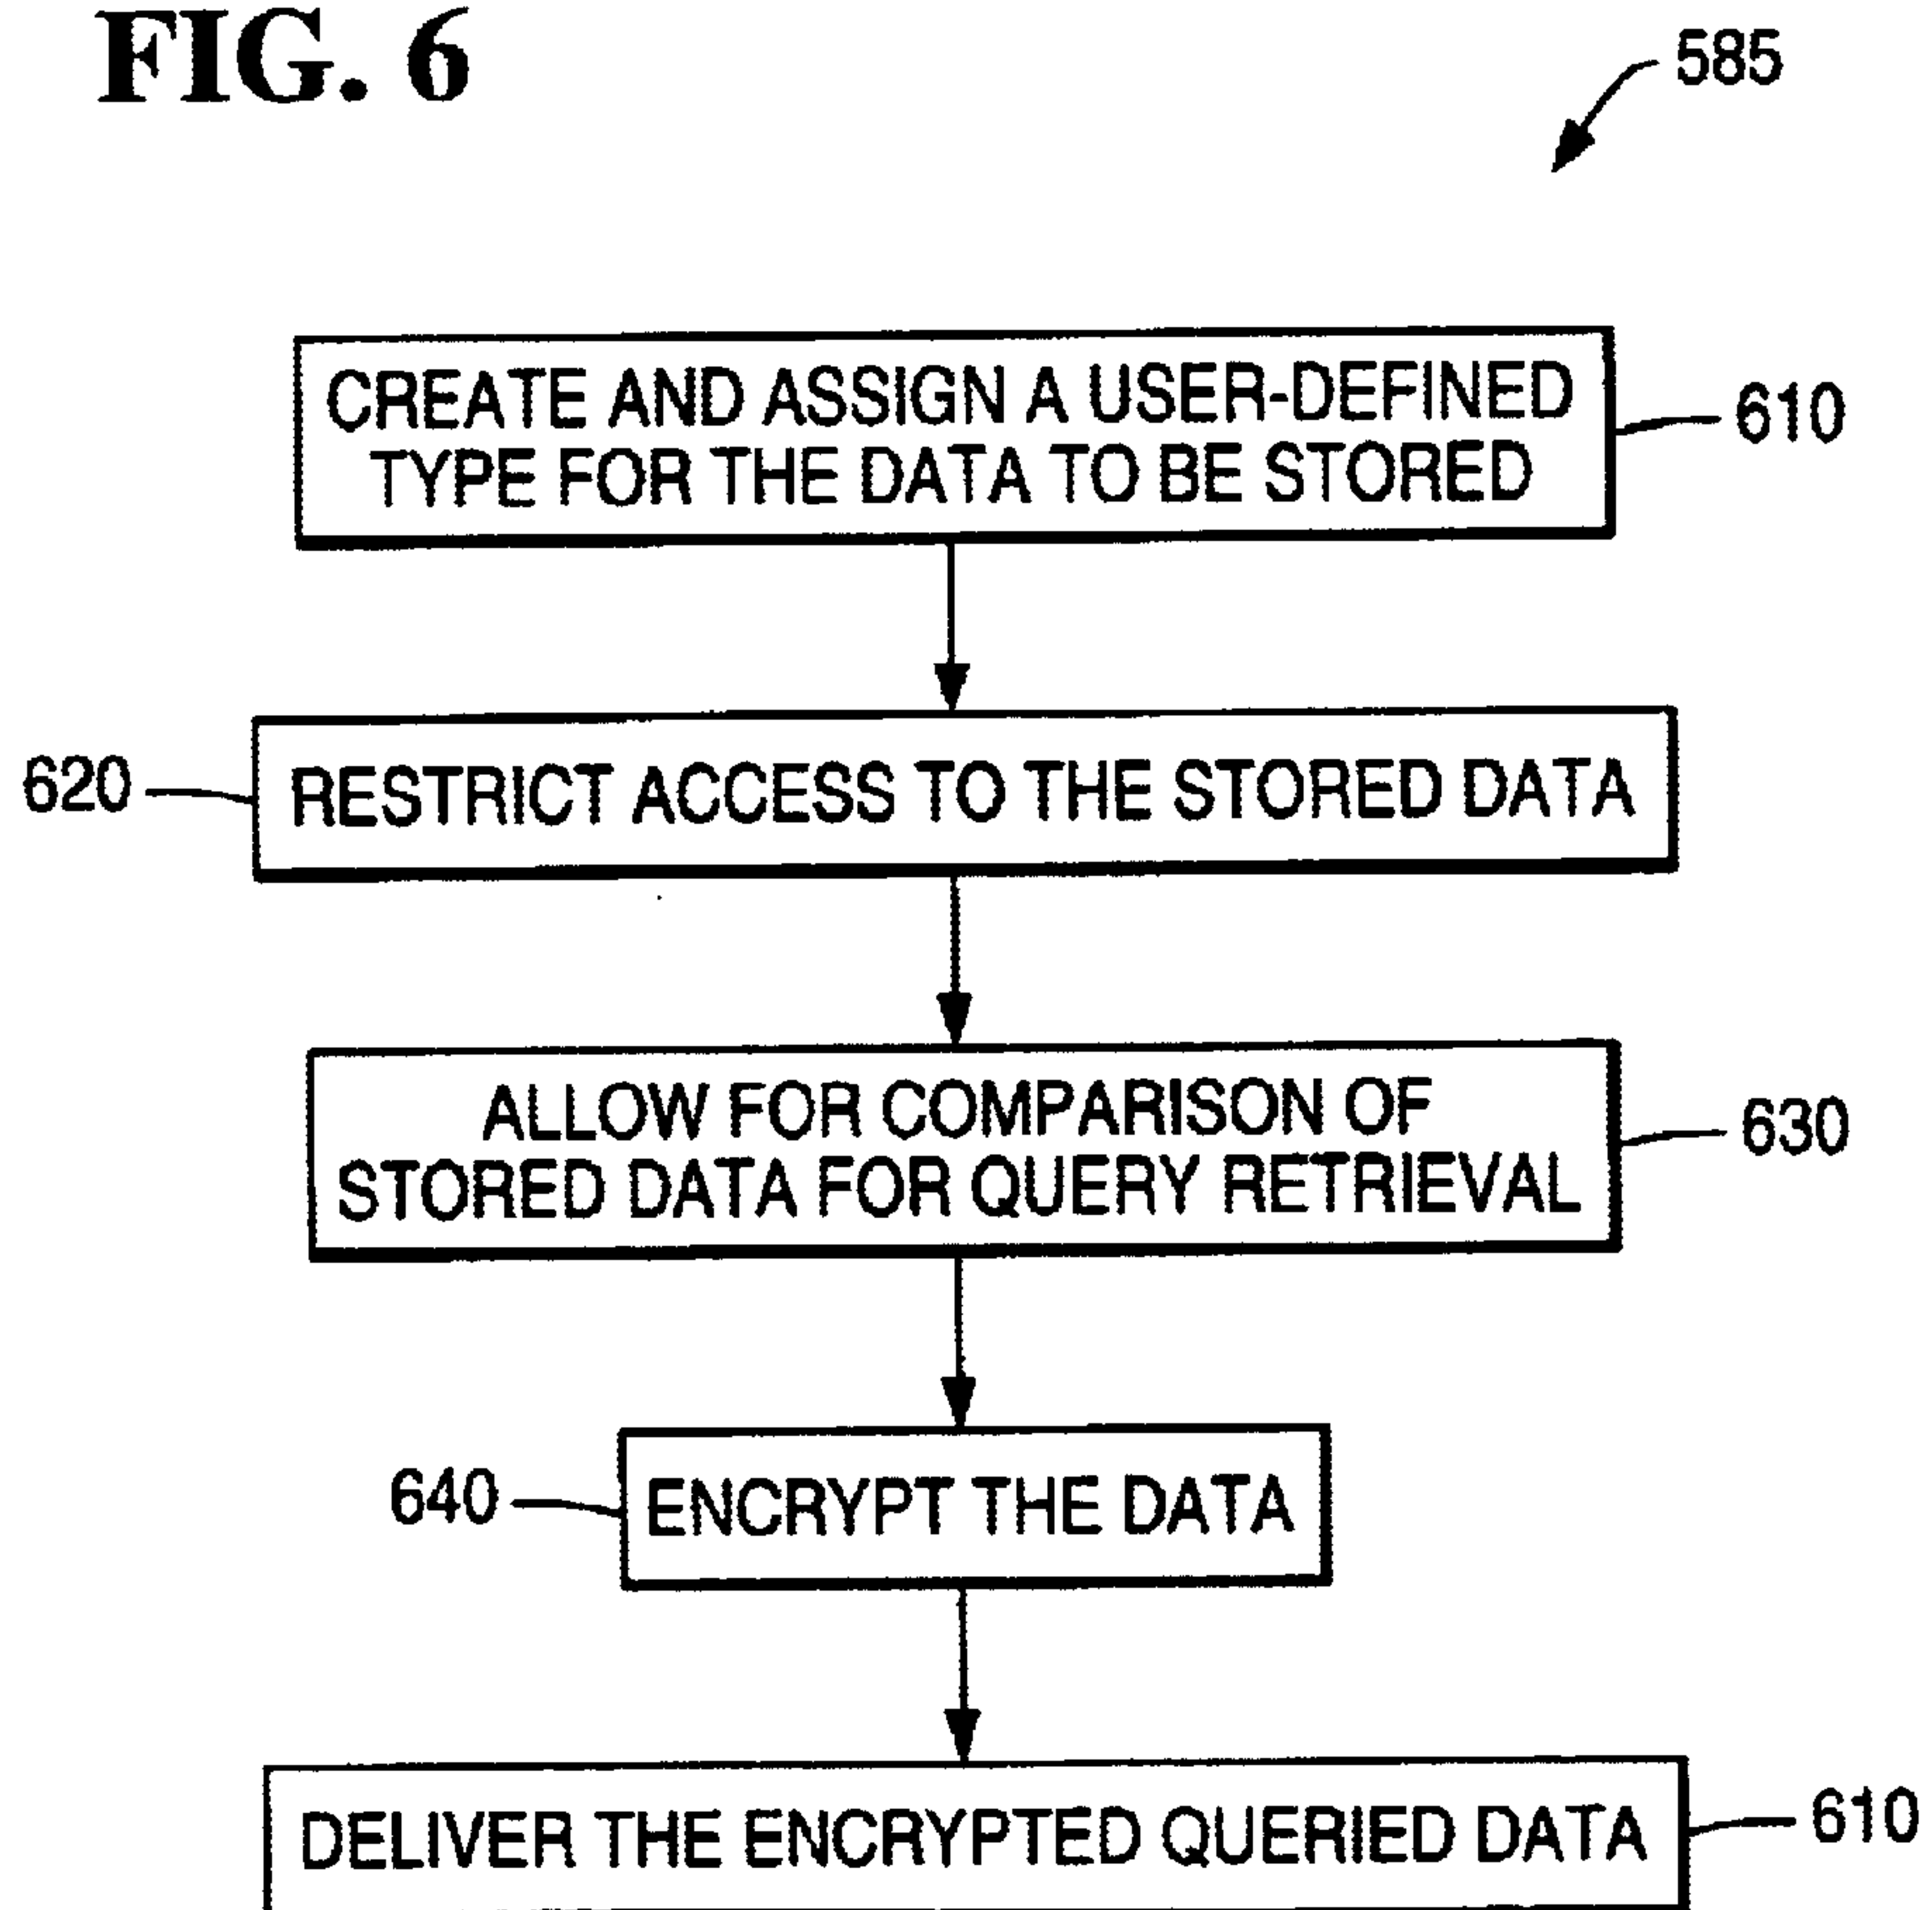 FIG. 6
585
CREATE AND ASSIGN A USER-DEFINED
TYPE FOR THE DATA TO BE STORED
610
620
RESTRICT ACCESS TO THE STORED DATA
ALLOW FOR COMPARISON OF
STORED DATA FOR QUERY RETRIEVAL
630
640
ENCRYPT THE DATA
DELIVER THE ENCRYPTED QUERIED DATA
610